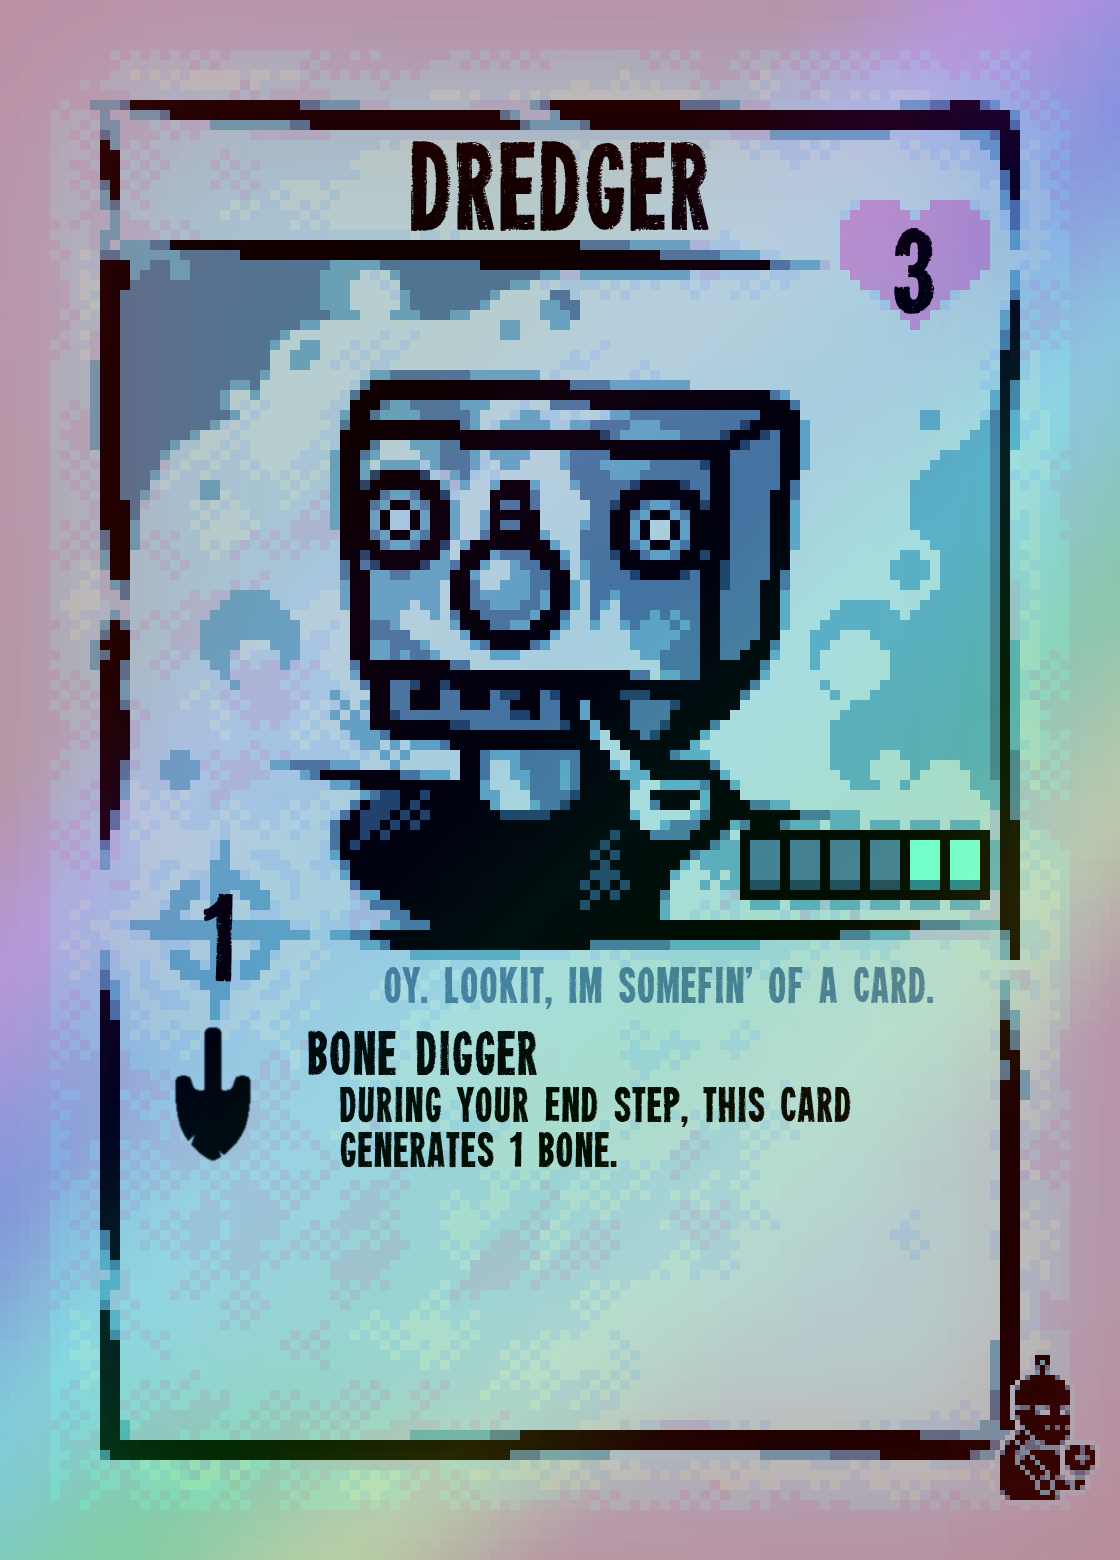 DREDGER
3
1
OY. LOOKIT, IM SOMEFIN' OF A CARD.
BONE DIGGER
DURING YOUR END STEP, THIS CARD
GENERATES 1 BONE.